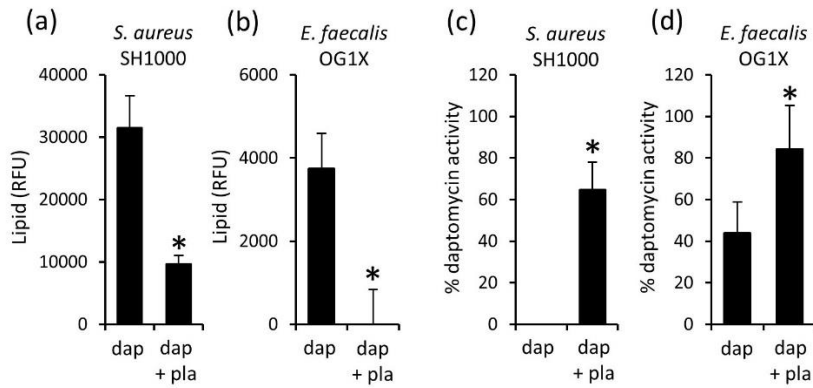 (a)
S. aureus
SH1000
Lipid (RFU)
40000
30000
20000
10000
0
*
dap
dap
+ pla
(b)
E. faecalis
OG1X
Lipid (RFU)
6000
4000
2000
0
*
dap
dap
+ pla
(c)
S. aureus
SH1000
% daptomycin activity
120
100
80
60
40
20
0
*
dap
dap
+ pla
(d)
E. faecalis
OG1X
% daptomycin activity
120
100
80
60
40
20
0
*
dap
dap
+ pla